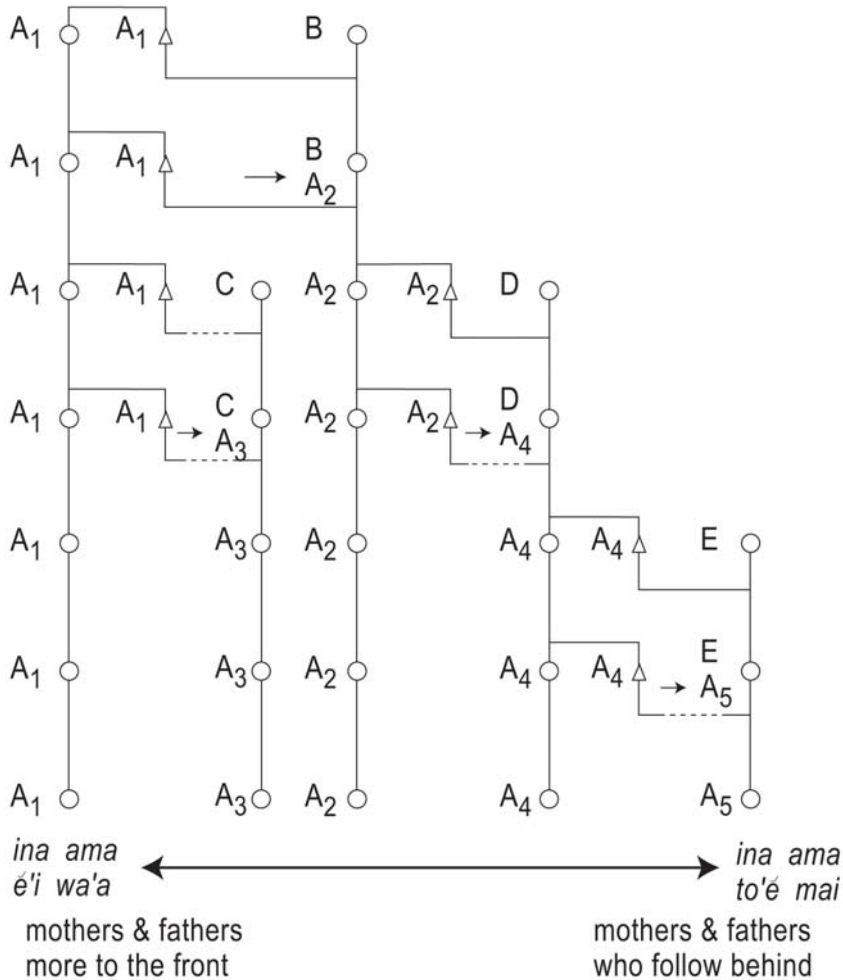 A₁ A₁ B
A₁ A₁ → B
A₂
A₁ A₁ C A₂ A₂ D
A₁ A₁ → C A₂ A₂ → D
A₃ A₄
A₁ A₃ A₂ A₄ A₄ E
A₁ A₃ A₂ A₄ A₄ → E
A₅
A₁ A₃ A₂ A₄ A₅
ina ama ina ama
ĕ'i wa'a to'ĕ mai
mothers & fathers mothers & fathers
more to the front who follow behind